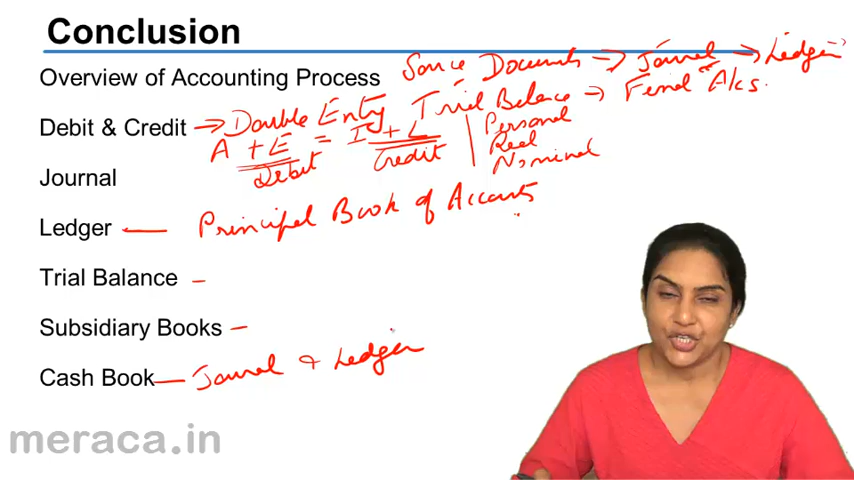 Conclusion
Overview of Accounting Process Source Documents → Journal → Ledger
Trial Balance → Final A/cs.
Debit & Credit → Double Entry
A + E = I + L Personal
Debit Credit Real
Nominal
Journal
Ledger — Principal Book of Accounts
Trial Balance –
Subsidiary Books –
Cash Book — Journal & Ledger
meraca.in